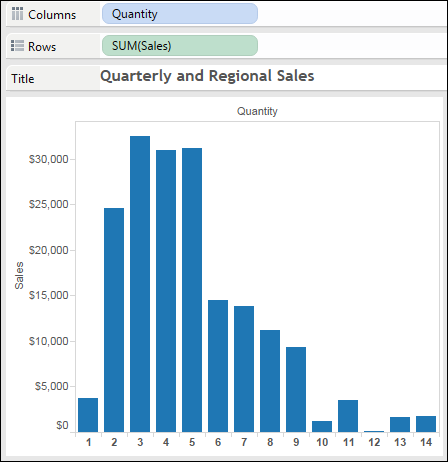 Columns Quantity
Rows SUM(Sales)
Title Quarterly and Regional Sales
Quantity
$30,000
$25,000
$20,000
$15,000
$10,000
$5,000
$0
Sales
1 2 3 4 5 6 7 8 9 10 11 12 13 14